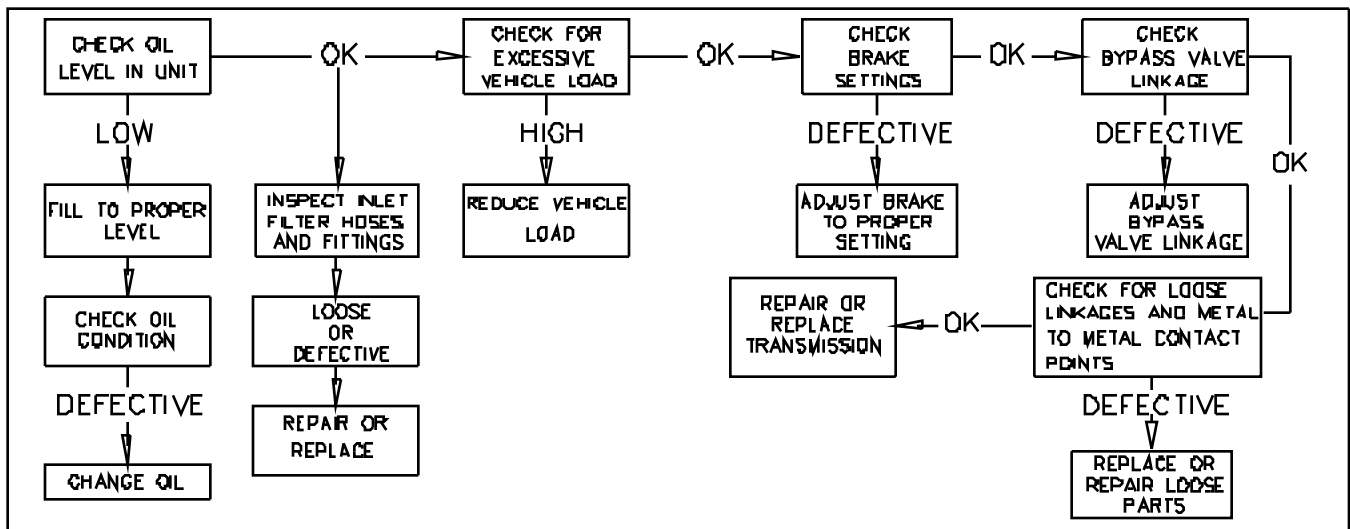 CHECK OIL
LEVEL IN UNIT
OK
CHECK FOR
EXCESSIVE
VEHICLE LOAD
OK
CHECK
BRAKE
SETTINGS
OK
CHECK
BYPASS VALVE
LINKAGE
LOW
HIGH
DEFECTIVE
DEFECTIVE
OK
FILL TO PROPER
LEVEL
INSPECT INLET
FILTER HOSES
AND FITTINGS
REDUCE VEHICLE
LOAD
ADJUST BRAKE
TO PROPER
SETTING
ADJUST
BYPASS
VALVE LINKAGE
CHECK OIL
CONDITION
LOOSE
OR
DEFECTIVE
REPAIR OR
REPLACE
TRANSMISSION
OK
CHECK FOR LOOSE
LINKAGES AND METAL
TO METAL CONTACT
POINTS
DEFECTIVE
REPAIR OR
REPLACE
DEFECTIVE
CHANGE OIL
REPLACE OR
REPAIR LOOSE
PARTS